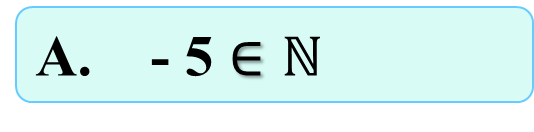 A. - 5 ∈ ℕ